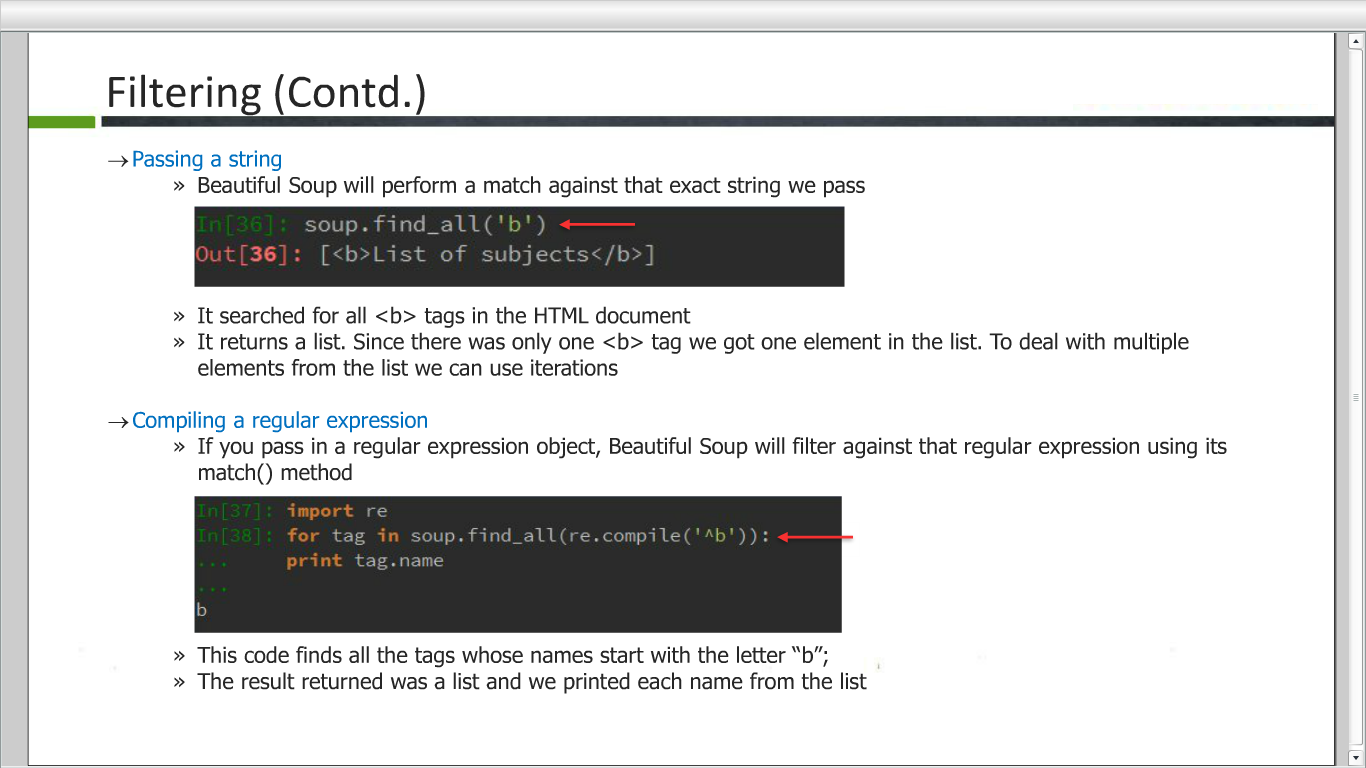 Filtering (Contd.)
→Passing a string
» Beautiful Soup will perform a match against that exact string we pass
In[36]: soup.find_all('b')
Out[36]: [<b>List of subjects</b>]
» It searched for all <b> tags in the HTML document
» It returns a list. Since there was only one <b> tag we got one element in the list. To deal with multiple
elements from the list we can use iterations
→Compiling a regular expression
» If you pass in a regular expression object, Beautiful Soup will filter against that regular expression using its
match() method
In[37]: import re
In[38]: for tag in soup.find_all(re.compile('^b')):
... print tag.name
...
b
» This code finds all the tags whose names start with the letter “b”;
» The result returned was a list and we printed each name from the list